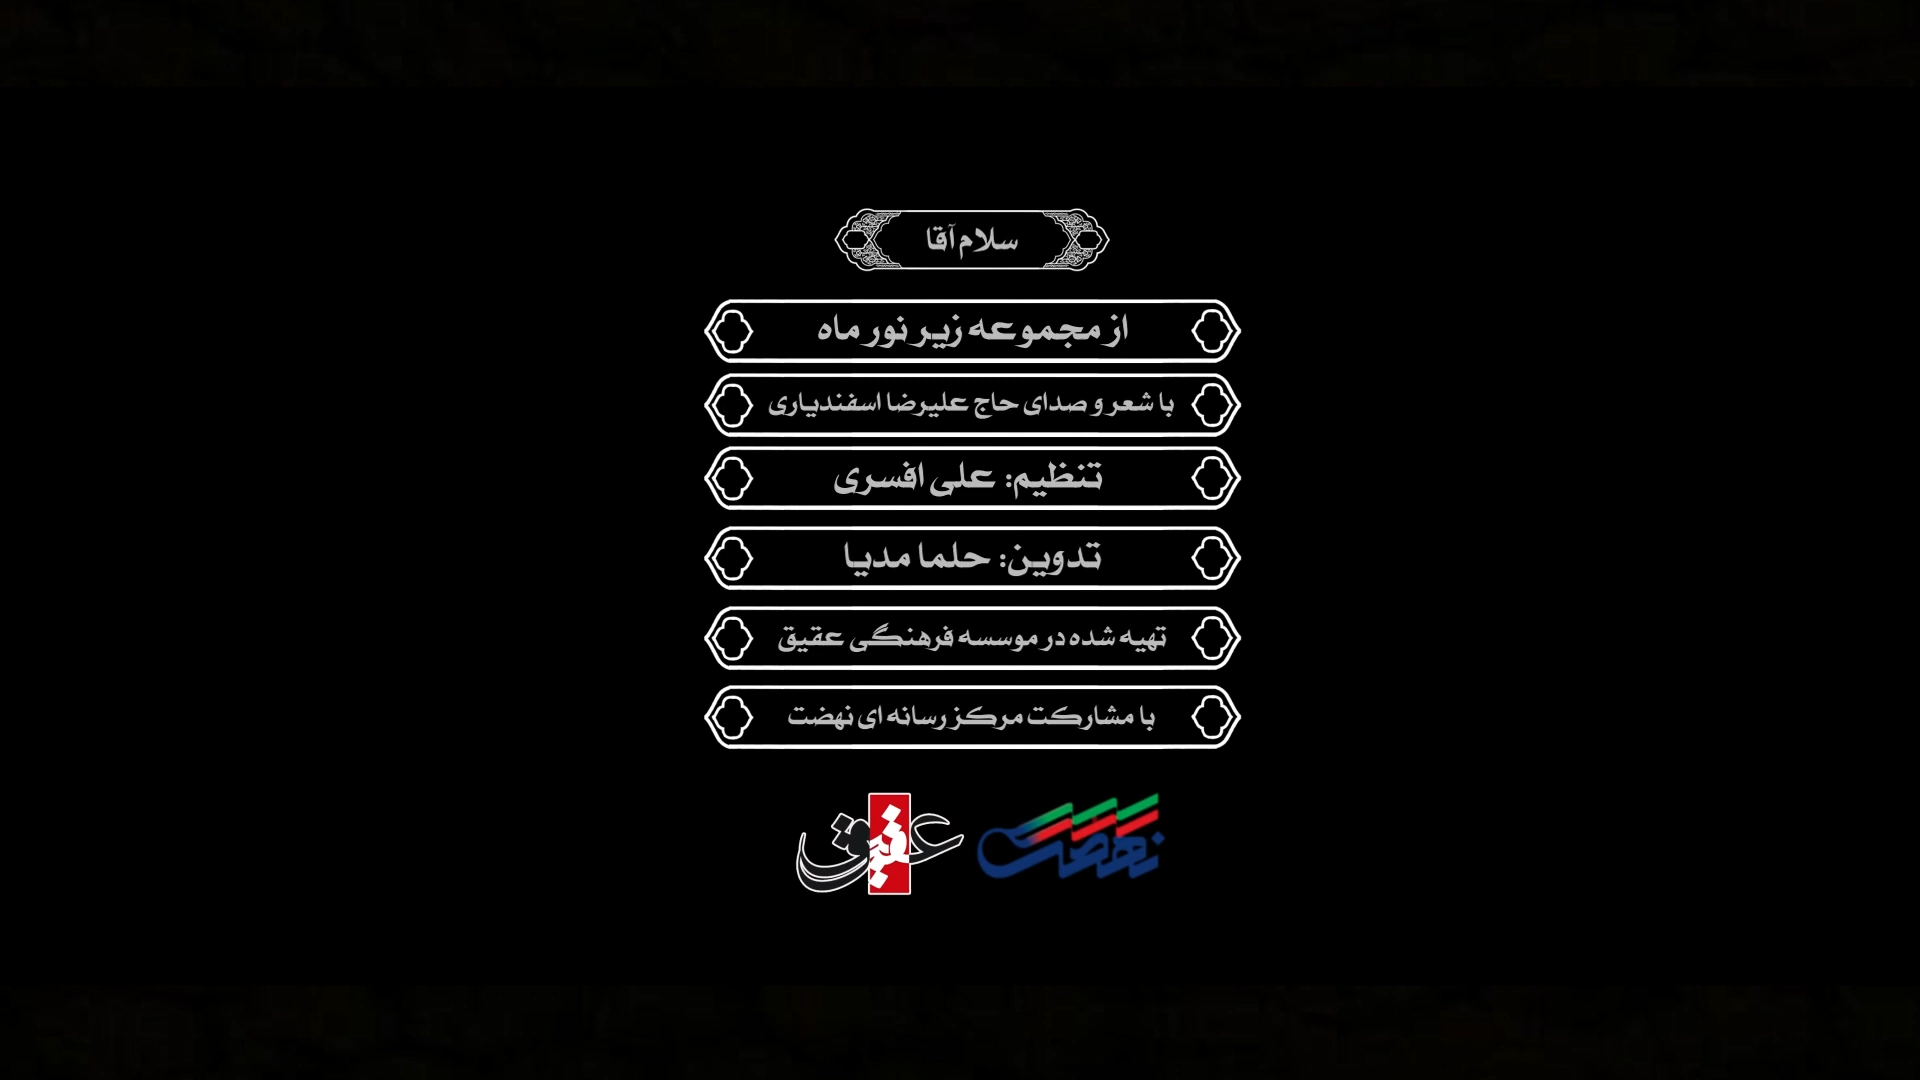 سلام آقا
از مجموعه زیر نور ماه
با شعر و صدای حاج علیرضا اسفندیاری
تنظیم: علی افسری
تدوین: حلما مدیا
تهیه شده در موسسه فرهنگی عقیق
با مشارکت مرکز رسانه ای نهضت
نهضت
عقیق